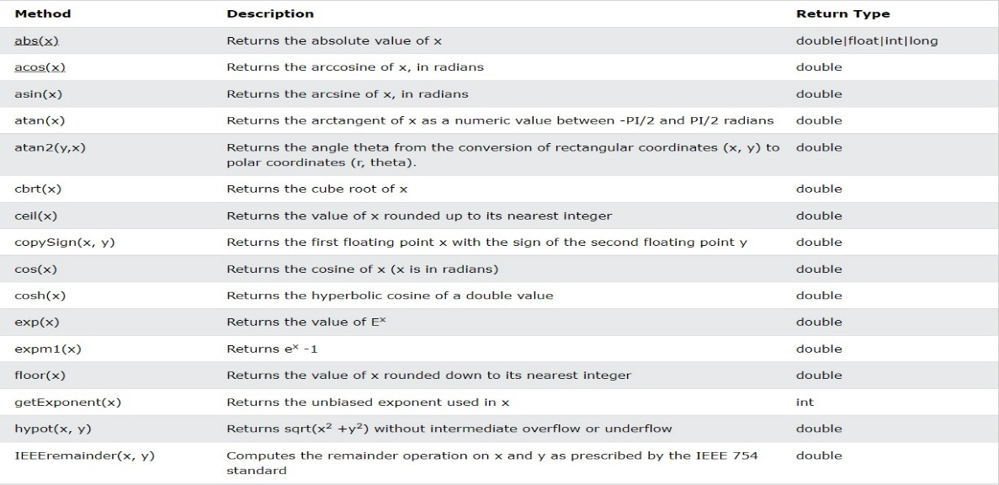 Method Description Return Type
abs(x) Returns the absolute value of x double|float|int|long
acos(x) Returns the arccosine of x, in radians double
asin(x) Returns the arcsine of x, in radians double
atan(x) Returns the arctangent of x as a numeric value between -PI/2 and PI/2 radians double
atan2(y,x) Returns the angle theta from the conversion of rectangular coordinates (x, y) to double
polar coordinates (r, theta).
cbrt(x) Returns the cube root of x double
ceil(x) Returns the value of x rounded up to its nearest integer double
copySign(x, y) Returns the first floating point x with the sign of the second floating point y double
cos(x) Returns the cosine of x (x is in radians) double
cosh(x) Returns the hyperbolic cosine of a double value double
exp(x) Returns the value of Eˣ double
expm1(x) Returns eˣ -1 double
floor(x) Returns the value of x rounded down to its nearest integer double
getExponent(x) Returns the unbiased exponent used in x int
hypot(x, y) Returns sqrt(x² +y²) without intermediate overflow or underflow double
IEEEremainder(x, y) Computes the remainder operation on x and y as prescribed by the IEEE 754 double
standard